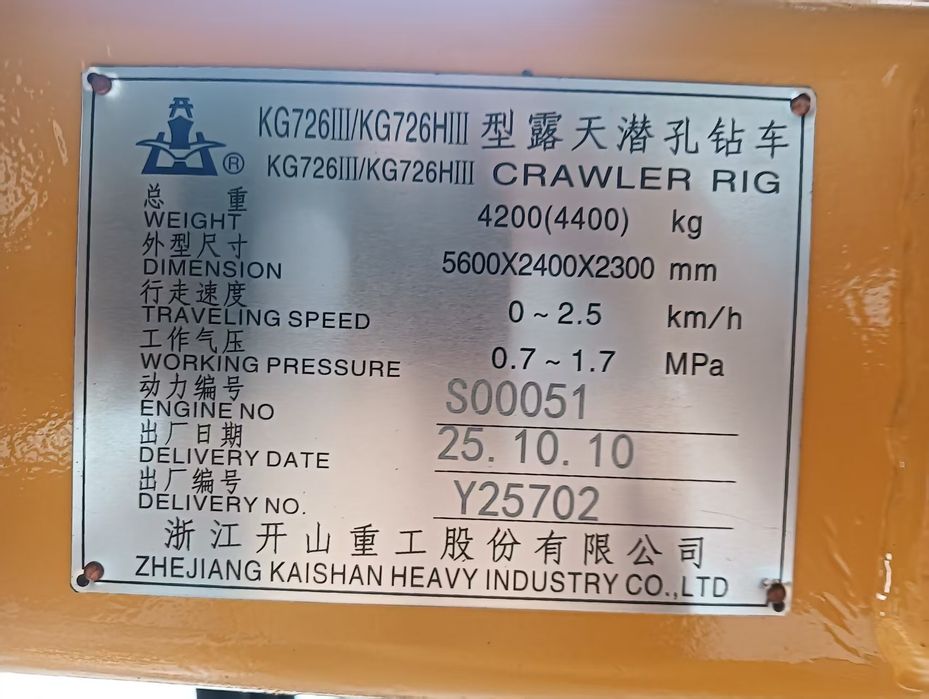 KG726III/KG726HIII 型露天潜孔钻车
® KG726III/KG726HIII CRAWLER RIG
总重
WEIGHT 4200(4400) kg
外型尺寸
DIMENSION 5600X2400X2300 mm
行走速度
TRAVELING SPEED 0~2.5 km/h
工作气压
WORKING PRESSURE 0.7~1.7 MPa
动力编号
ENGINE NO S00051
出厂日期
DELIVERY DATE 25.10.10
出厂编号
DELIVERY NO. Y25702
浙江开山重工股份有限公司
ZHEJIANG KAISHAN HEAVY INDUSTRY CO.,LTD